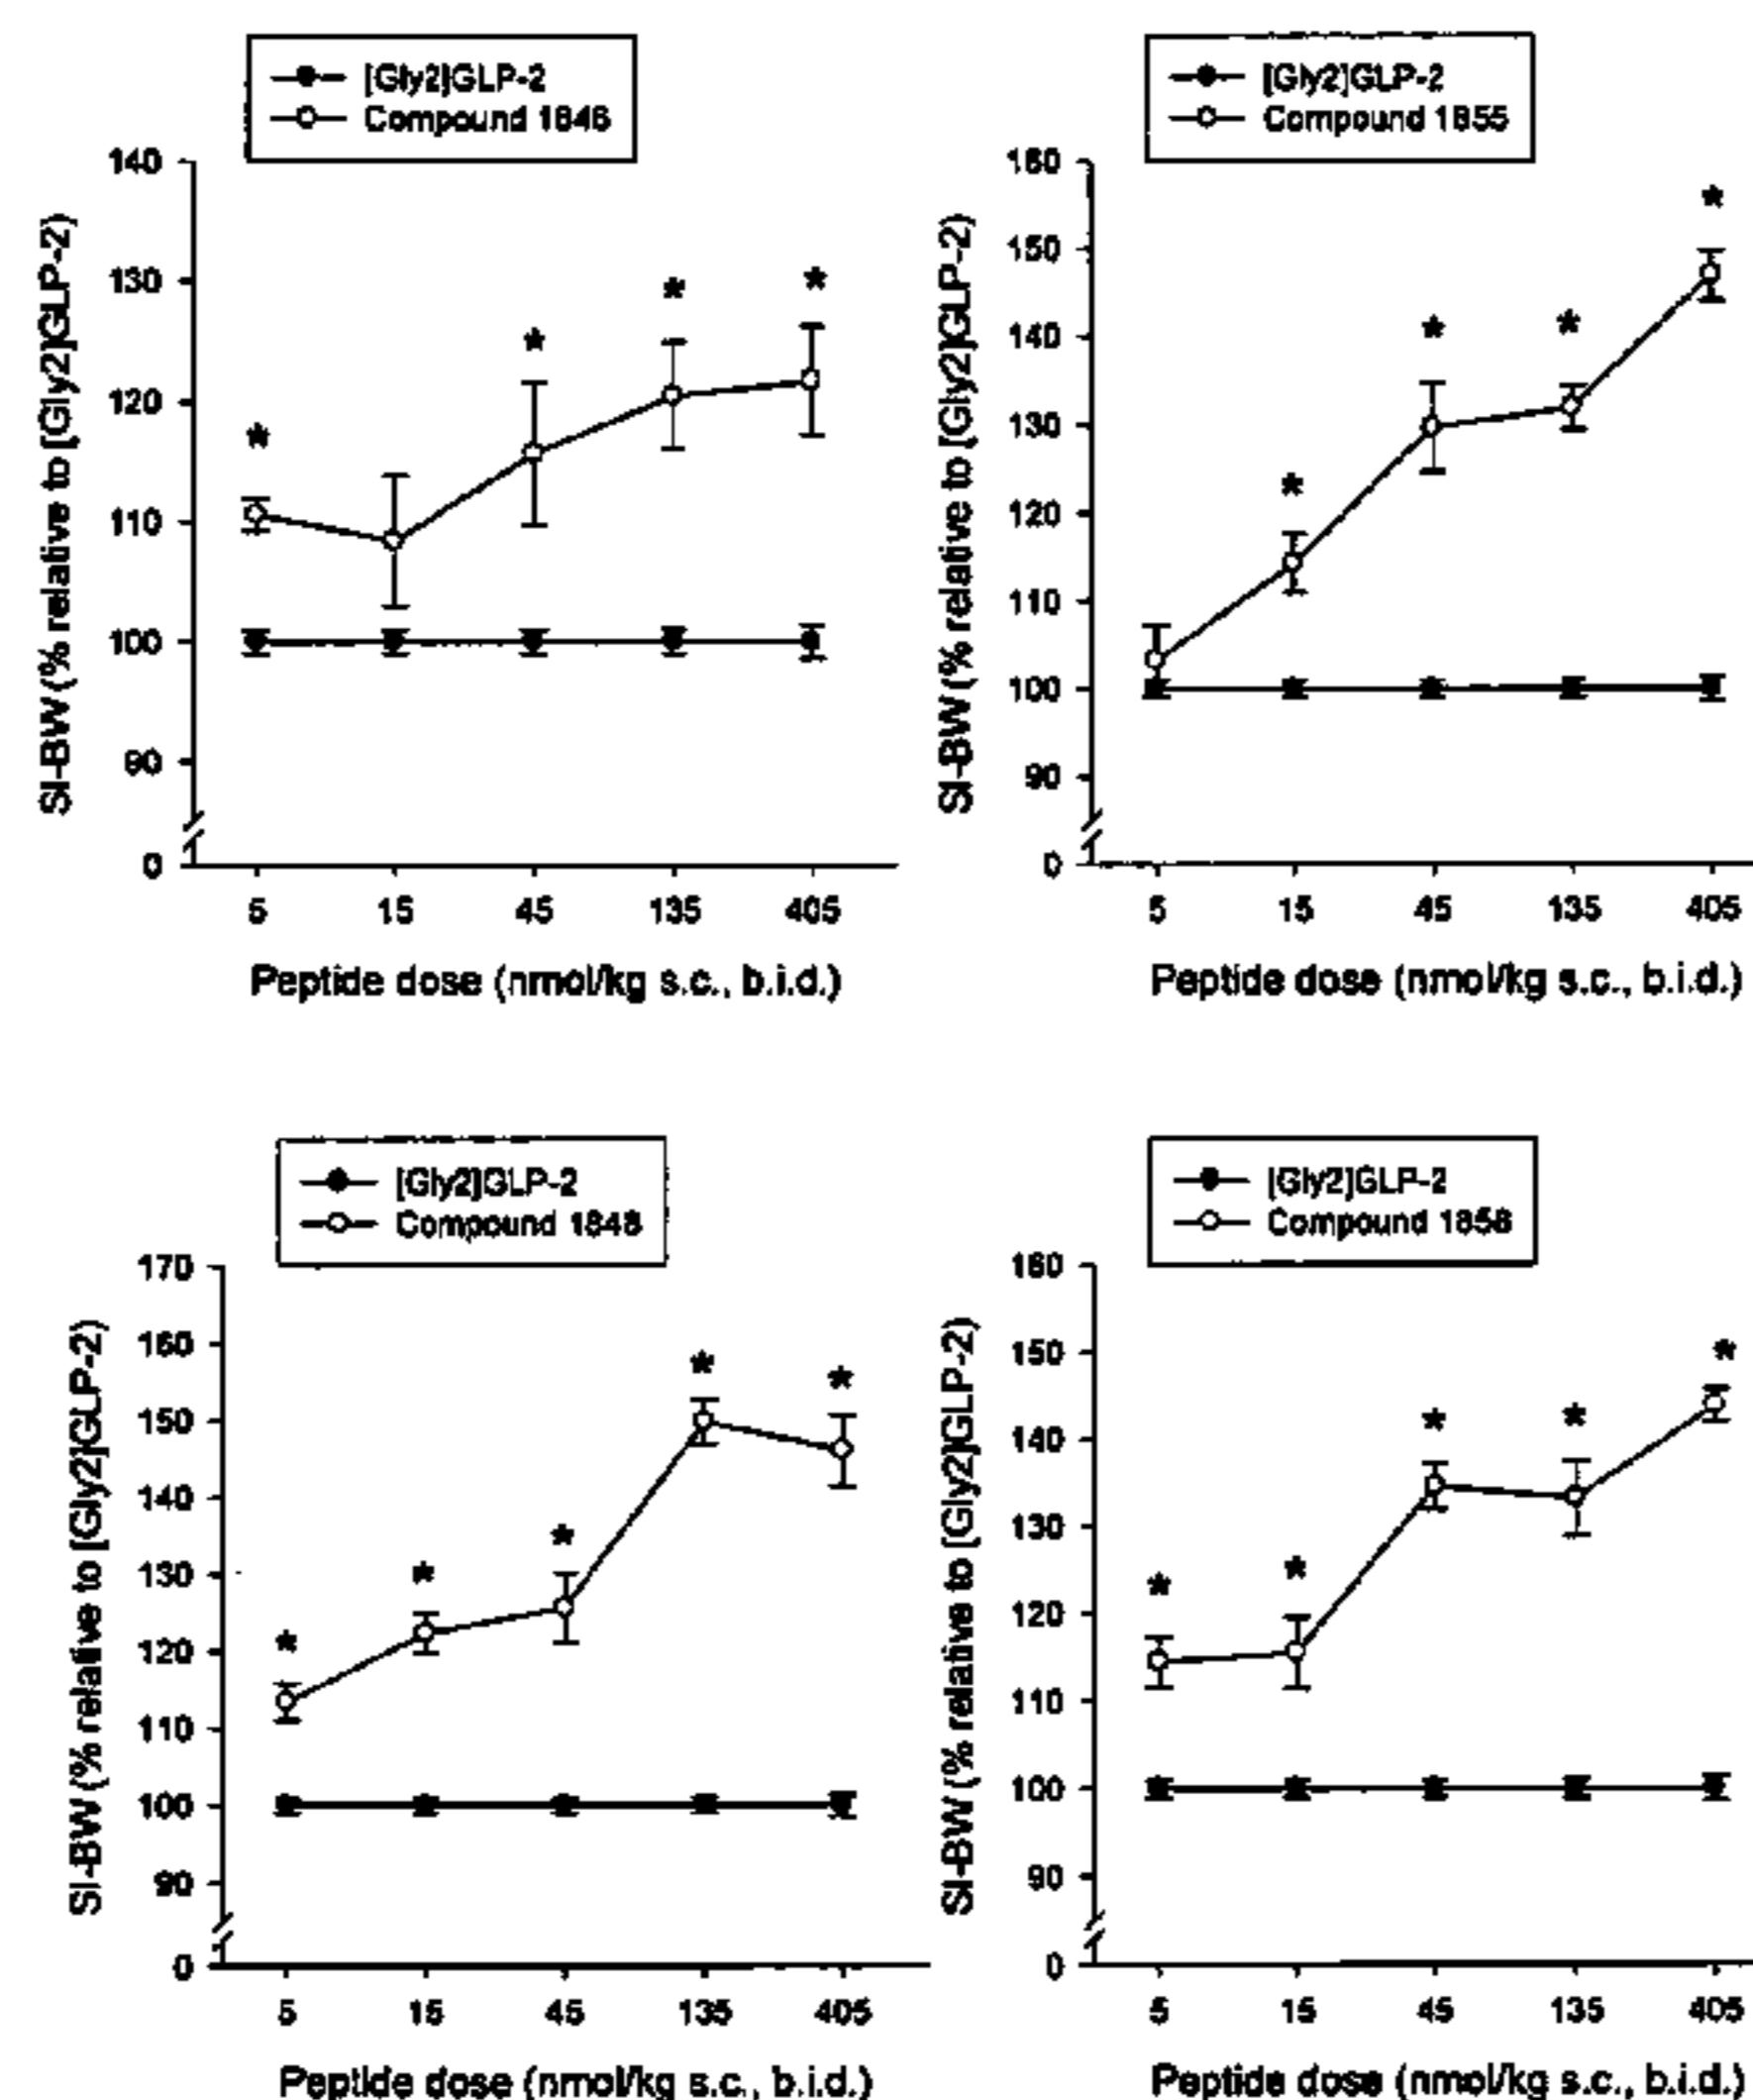 [Gly2]GLP-2
Compound 1846
SI-BW (% relative to [Gly2]GLP-2)
140
130
120
110
100
90
0
5 15 45 135 405
Peptide dose (nmol/kg s.c., b.i.d.)
*
*
*
*
[Gly2]GLP-2
Compound 1855
SI-BW (% relative to [Gly2]GLP-2)
160
150
140
130
120
110
100
90
0
5 15 45 135 405
Peptide dose (nmol/kg s.c., b.i.d.)
*
*
*
*
[Gly2]GLP-2
Compound 1848
SI-BW (% relative to [Gly2]GLP-2)
170
160
150
140
130
120
110
100
90
0
5 15 45 135 405
Peptide dose (nmol/kg s.c., b.i.d.)
*
*
*
*
*
[Gly2]GLP-2
Compound 1858
SI-BW (% relative to [Gly2]GLP-2)
160
150
140
130
120
110
100
90
0
5 15 45 135 405
Peptide dose (nmol/kg s.c., b.i.d.)
*
*
*
*
*